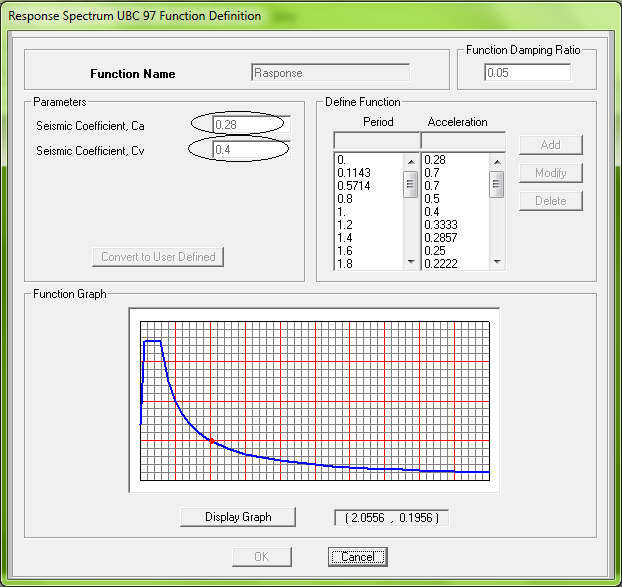 Response Spectrum UBC 97 Function Definition
Function Name
Rasponse
Function Damping Ratio
0.05
Parameters
Seismic Coefficient, Ca
0.28
Seismic Coefficient, Cv
0.4
Convert to User Defined
Define Function
Period Acceleration
0. 0.28
0.1143 0.7
0.5714 0.7
0.8 0.5
1. 0.4
1.2 0.3333
1.4 0.2857
1.6 0.25
1.8 0.2222
Add
Modify
Delete
Function Graph
Display Graph
( 2.0556 , 0.1956 )
OK
Cancel